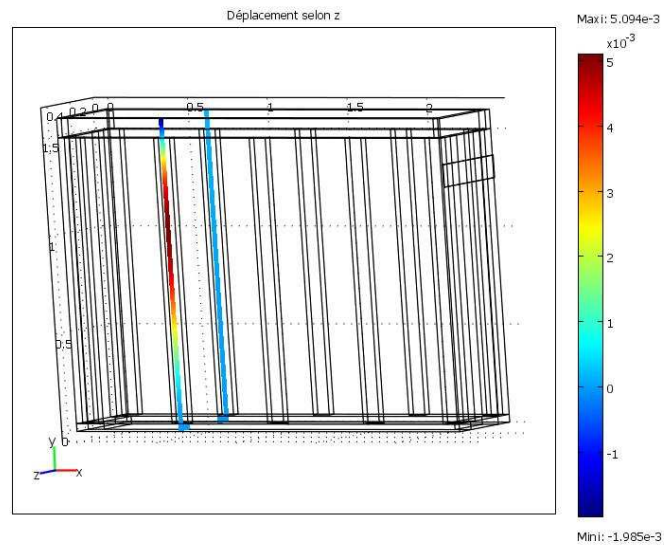 Déplacement selon z
Maxi: 5.094e-3
x10⁻³
5
4
3
2
1
0
-1
Mini: -1.985e-3
0.4 0.2 0 0 0.5 1 1.5 2
1,5
1
0,5
0
y
z x